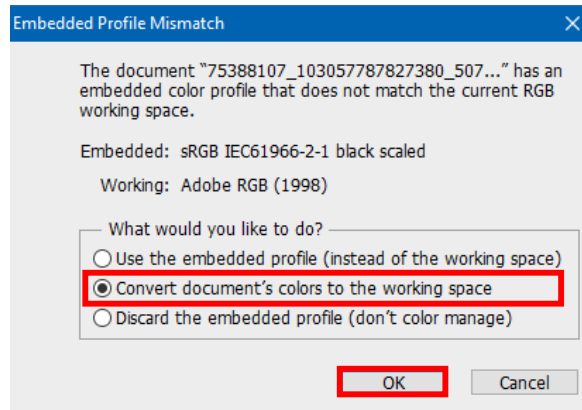 Embedded Profile Mismatch
The document “75388107_103057787827380_507...” has an
embedded color profile that does not match the current RGB
working space.
Embedded: sRGB IEC61966-2-1 black scaled
Working: Adobe RGB (1998)
What would you like to do?
Use the embedded profile (instead of the working space)
Convert document’s colors to the working space
Discard the embedded profile (don’t color manage)
OK Cancel